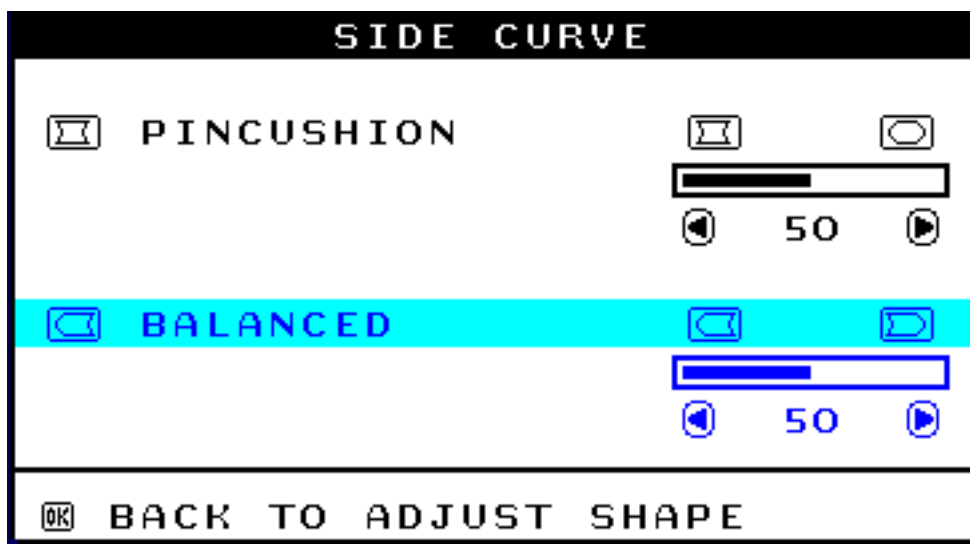 SIDE CURVE
PINCUSHION
50
BALANCED
50
OK BACK TO ADJUST SHAPE